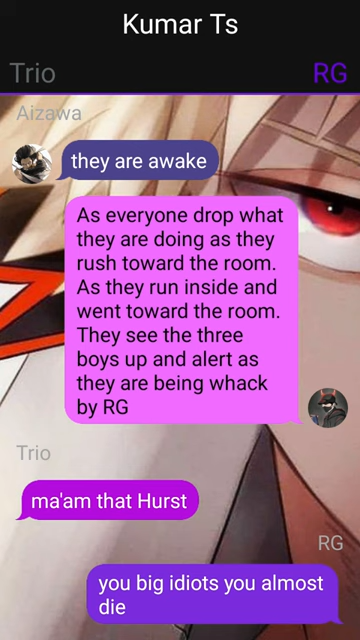 Kumar Ts
Trio
RG
Aizawa
they are awake
As everyone drop what
they are doing as they
rush toward the room.
As they run inside and
went toward the room.
They see the three
boys up and alert as
they are being whack
by RG
Trio
ma'am that Hurst
RG
you big idiots you almost
die